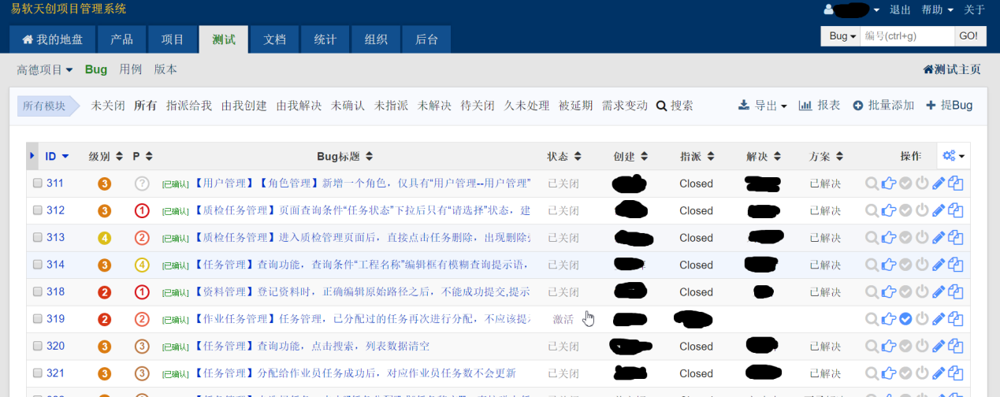 易软天创项目管理系统
退出 帮助 关于
我的地盘 产品 项目 测试 文档 统计 组织 后台
Bug 编号(ctrl+g) GO!
高德项目 Bug 用例 版本 测试主页
所有模块 未关闭 所有 指派给我 由我创建 由我解决 未确认 未指派 未解决 待关闭 久未处理 被延期 需求变动 搜索 导出 报表 批量添加 提Bug
ID 级别 P Bug标题 状态 创建 指派 解决 方案 操作
311 3 ? [已确认] 【用户管理】【角色管理】新增一个角色，仅具有“用户管理--用户管理” 已关闭 Closed 已解决
312 3 1 [已确认] 【质检任务管理】页面查询条件“任务状态”下拉后只有“请选择”状态，建 已关闭 Closed 已解决
313 4 2 [已确认] 【质检任务管理】进入质检管理页面后，直接点击任务删除，出现删除 已关闭 Closed 已解决
314 3 4 [已确认] 【任务管理】查询功能，查询条件“工程名称”编辑框有模糊查询提示语， 已关闭 Closed 已解决
318 2 1 [已确认] 【资料管理】登记资料时，正确编辑原始路径之后，不能成功提交,提示 已关闭 Closed 已解决
319 2 2 [已确认] 【作业任务管理】任务管理，已分配过的任务再次进行分配，不应该提 激活
320 3 3 [已确认] 【任务管理】查询功能，点击搜索，列表数据清空 已关闭 Closed 已解决
321 3 3 [已确认] 【任务管理】分配给作业员任务成功后，对应作业员任务数不会更新 已关闭 Closed 已解决